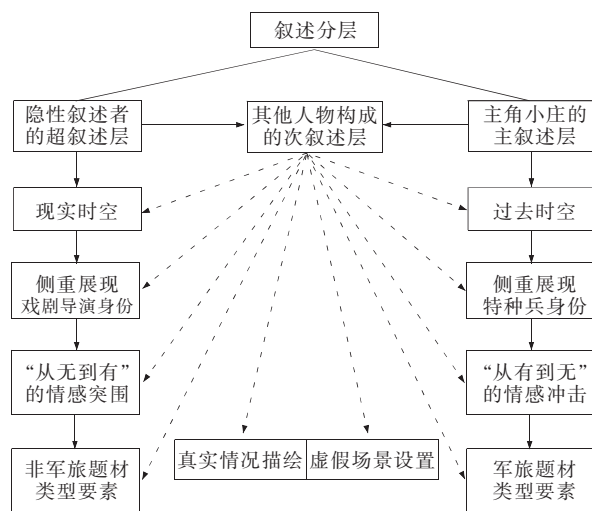 叙述分层
隐性叙述者
的超叙述层
其他人物构成
的次叙述层
主角小庄的
主叙述层
现实时空
过去时空
侧重展现
戏剧导演身份
侧重展现
特种兵身份
“从无到有”
的情感突围
“从有到无”
的情感冲击
非军旅题材
类型要素
真实情况描绘
虚假场景设置
军旅题材
类型要素